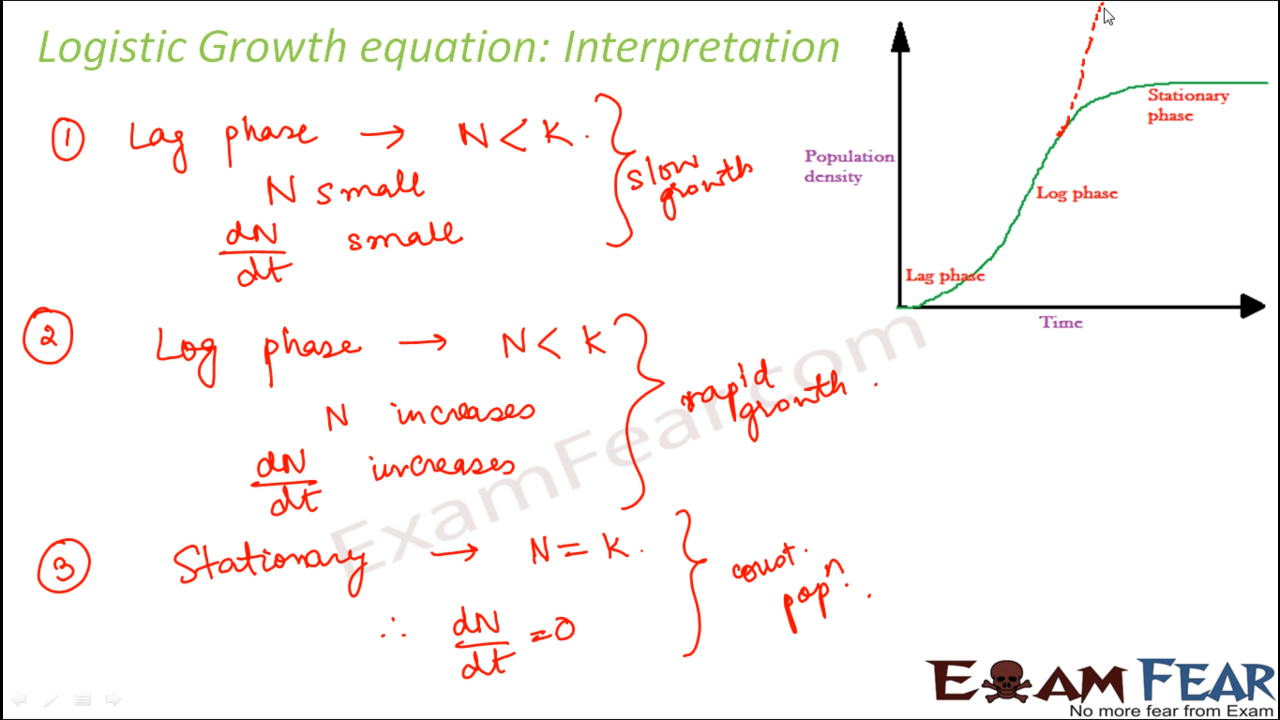 Logistic Growth equation: Interpretation
① Lag phase → N < K.
N small
dN/dt small
} slow growth
② Log phase → N < K
N increases
dN/dt increases
} rapid growth.
③ Stationary → N = K.
∴ dN/dt = 0
} const. popn.
Population
density
Stationary
phase
Log phase
Lag phase
Time
ExamFear.com
EXAM FEAR
No more fear from Exam